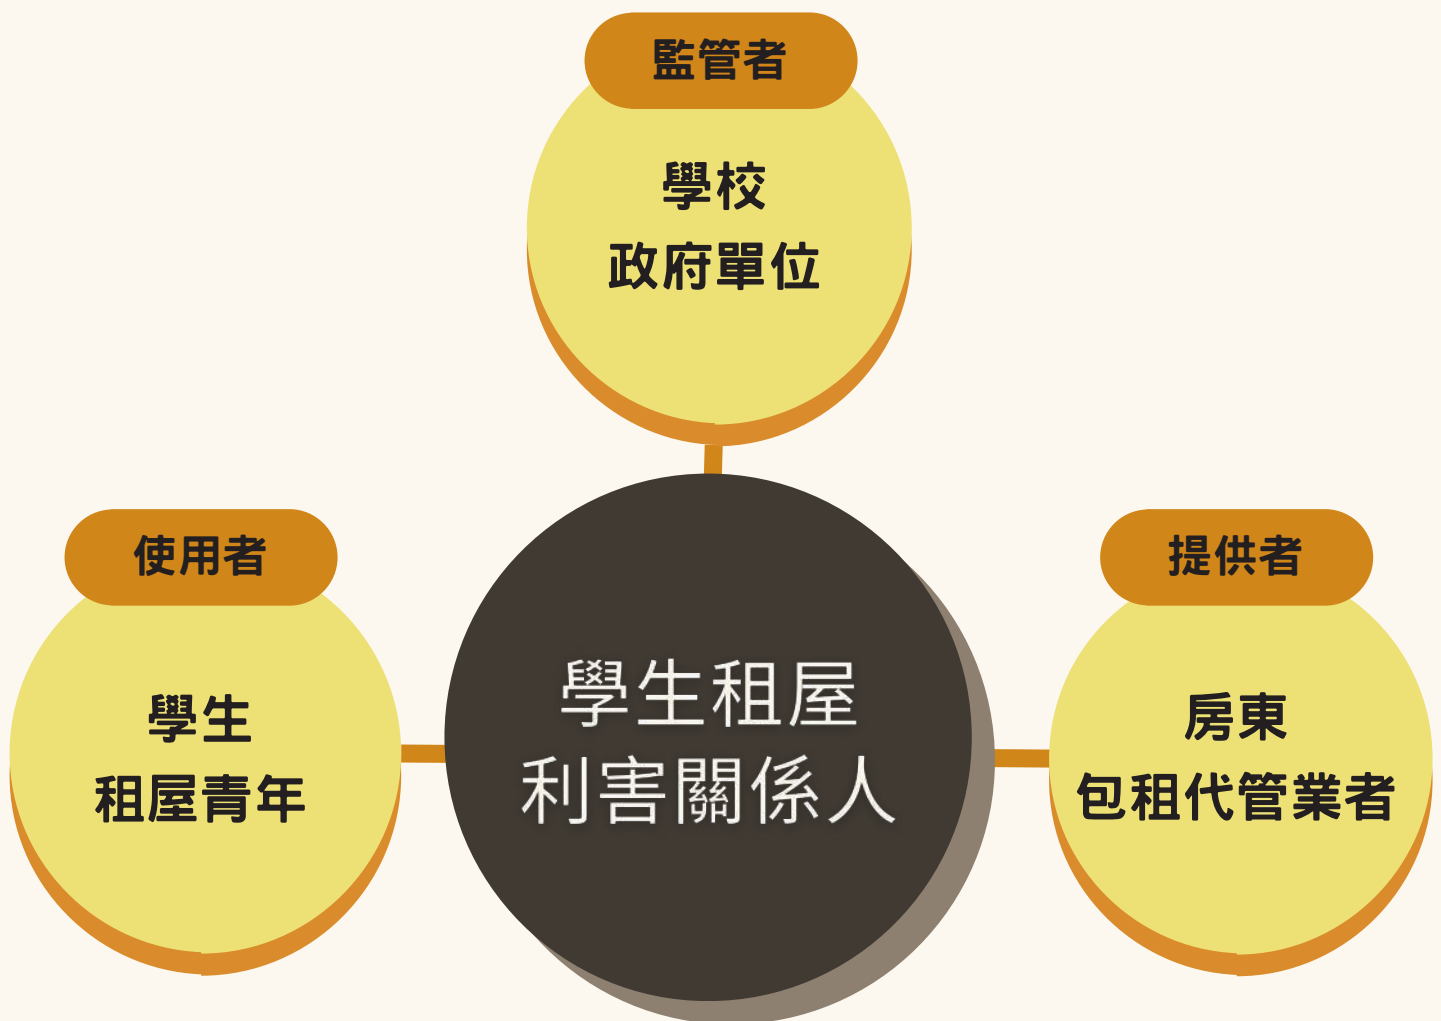 監管者
學校
政府單位
使用者
學生
租屋青年
學生租屋
利害關係人
提供者
房東
包租代管業者